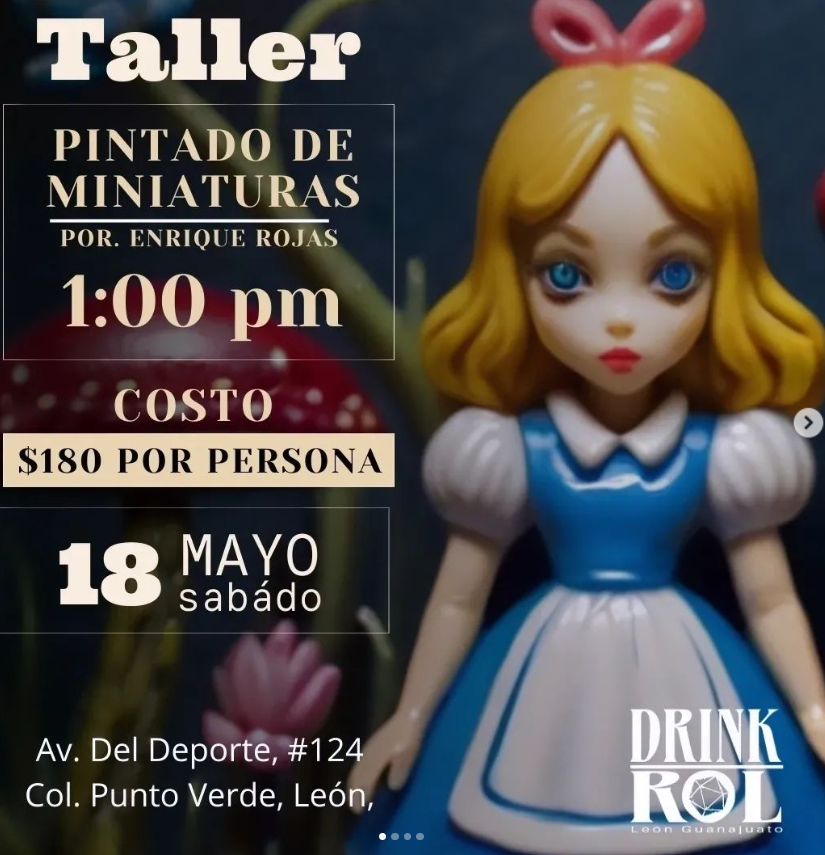 Taller
PINTADO DE
MINIATURAS
POR. ENRIQUE ROJAS
1:00 pm
COSTO
$180 POR PERSONA
18 MAYO
sabádo
Av. Del Deporte, #124
Col. Punto Verde, León,
DRINK
ROL
León Guanajuato